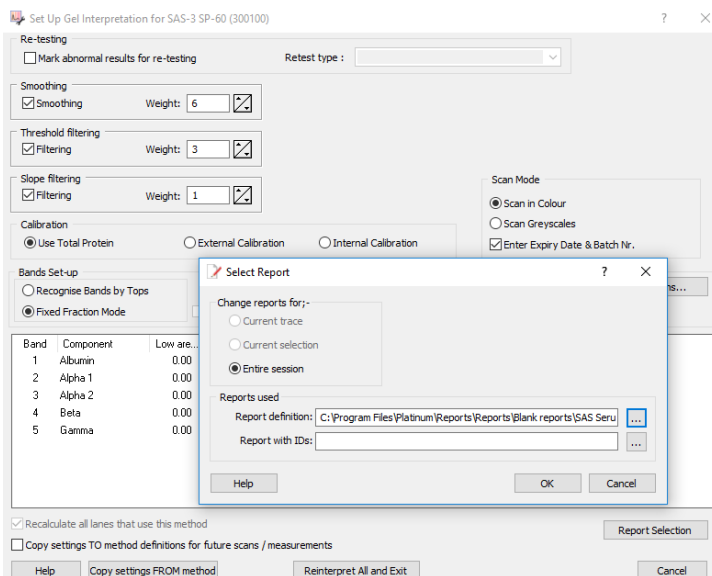 Set Up Gel Interpretation for SAS-3 SP-60 (300100) ?
Re-testing
Mark abnormal results for re-testing Retest type :
Smoothing
Smoothing Weight: 6
Threshold filtering
Filtering Weight: 3
Slope filtering
Filtering Weight: 1
Scan Mode
Scan in Colour
Scan Greyscales
Enter Expiry Date & Batch Nr.
Calibration
Use Total Protein External Calibration Internal Calibration
Bands Set-up
Recognise Bands by Tops
Fixed Fraction Mode
Band Component Low are...
1 Albumin 0.00
2 Alpha 1 0.00
3 Alpha 2 0.00
4 Beta 0.00
5 Gamma 0.00
Select Report ?
Change reports for;-
Current trace
Current selection
Entire session
Reports used
Report definition: C:\Program Files\Platinum\Reports\Reports\Blank reports\SAS Seru ...
Report with IDs: ...
Help OK Cancel
Recalculate all lanes that use this method
Report Selection
Copy settings TO method definitions for future scans / measurements
Help Copy settings FROM method Reinterpret All and Exit Cancel